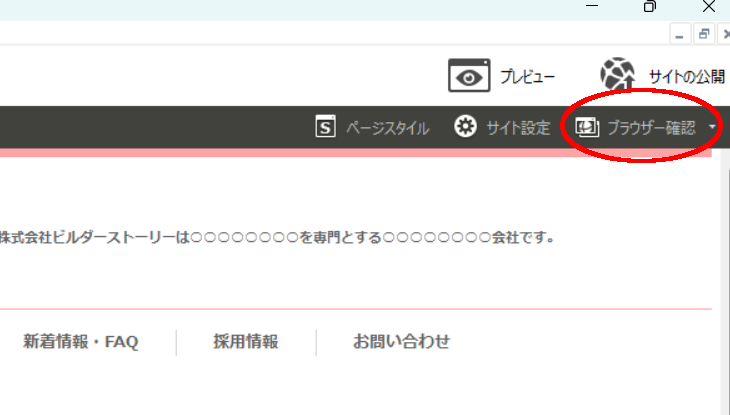 プレビュー サイトの公開
S ページスタイル サイト設定 ブラウザー確認
株式会社ビルダーストーリーは○○○○○○○○を専門とする○○○○○○○○会社です。
新着情報・FAQ 採用情報 お問い合わせ